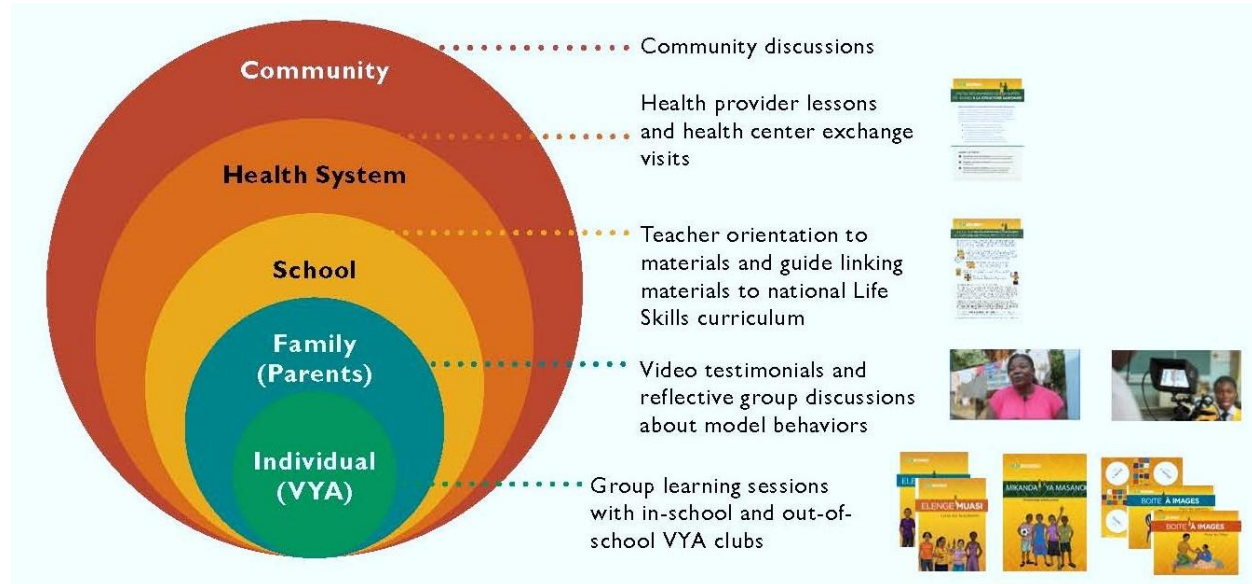 Community
Health System
School
Family
(Parents)
Individual
(VYA)
Community discussions
Health provider lessons
and health center exchange
visits
Teacher orientation to
materials and guide linking
materials to national Life
Skills curriculum
Video testimonials and
reflective group discussions
about model behaviors
Group learning sessions
with in-school and out-of-
school VYA clubs
ELENGE MUASI
MIKANDA YA MASANO
BOITE À IMAGES
BOITE À IMAGES